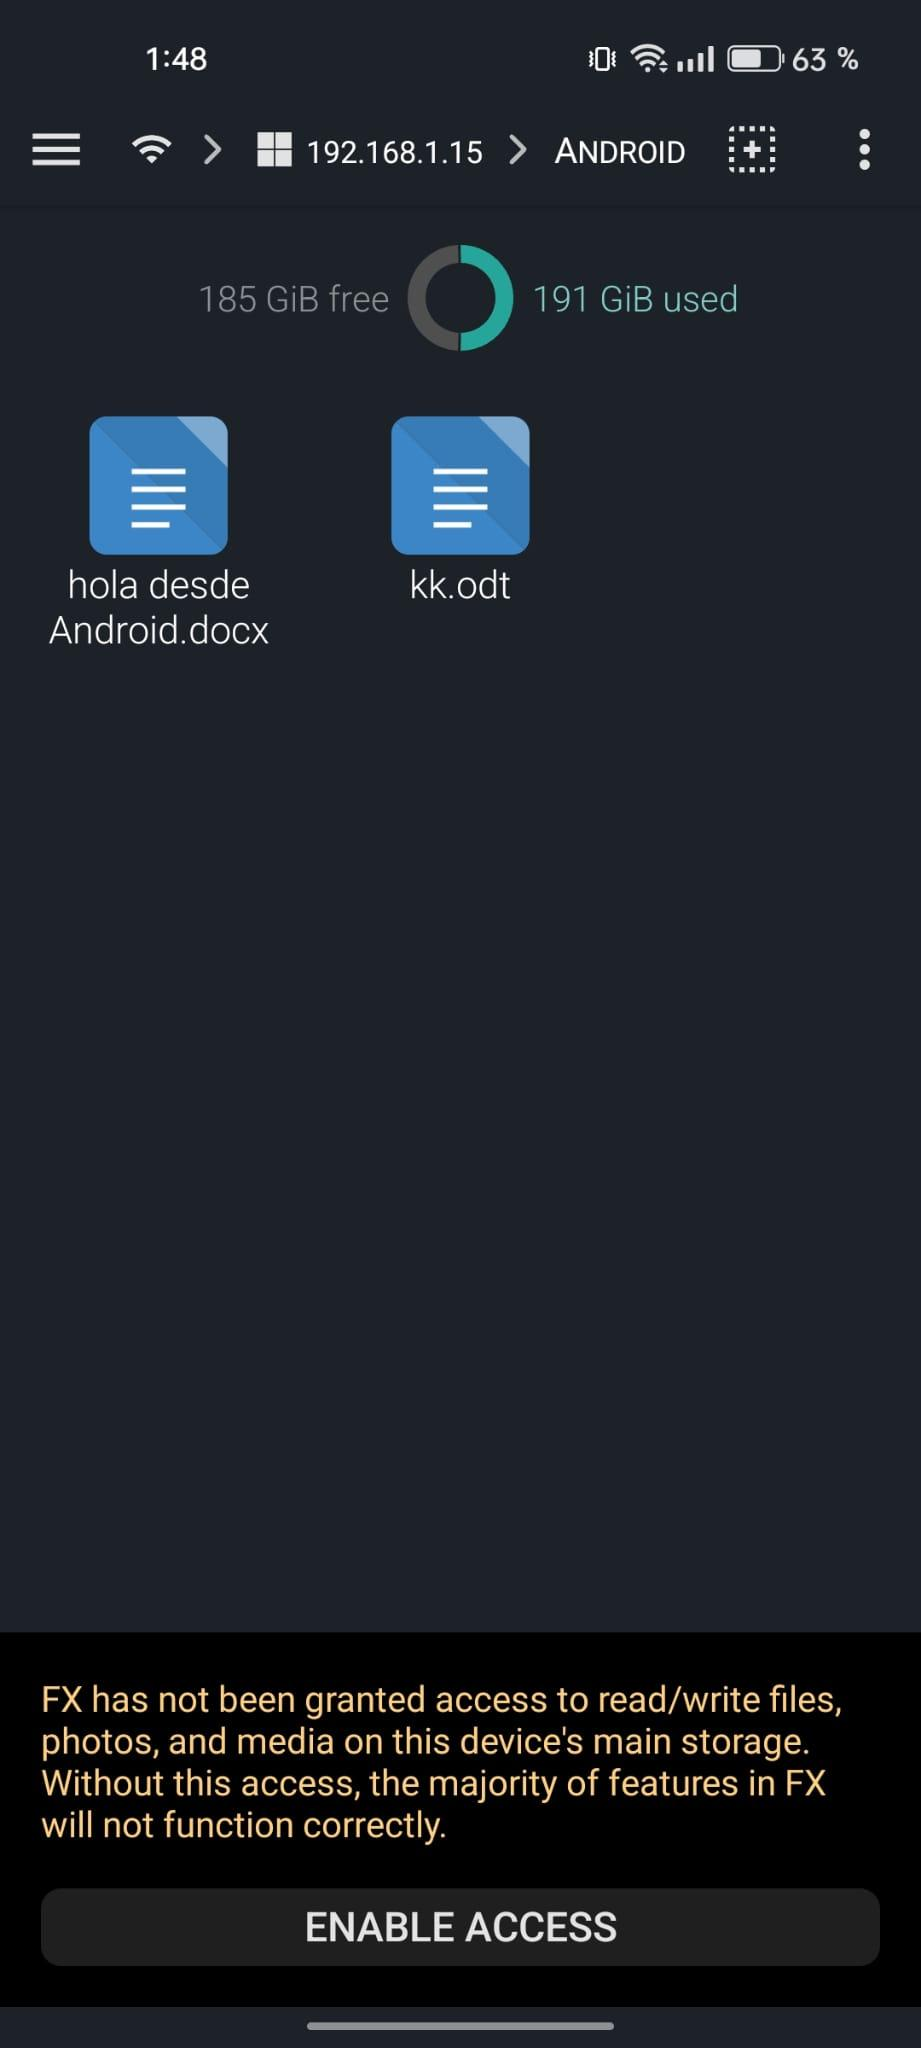 1:48
63 %
192.168.1.15
ANDROID
185 GiB free
191 GiB used
hola desde
Android.docx
kk.odt
FX has not been granted access to read/write files,
photos, and media on this device's main storage.
Without this access, the majority of features in FX
will not function correctly.
ENABLE ACCESS